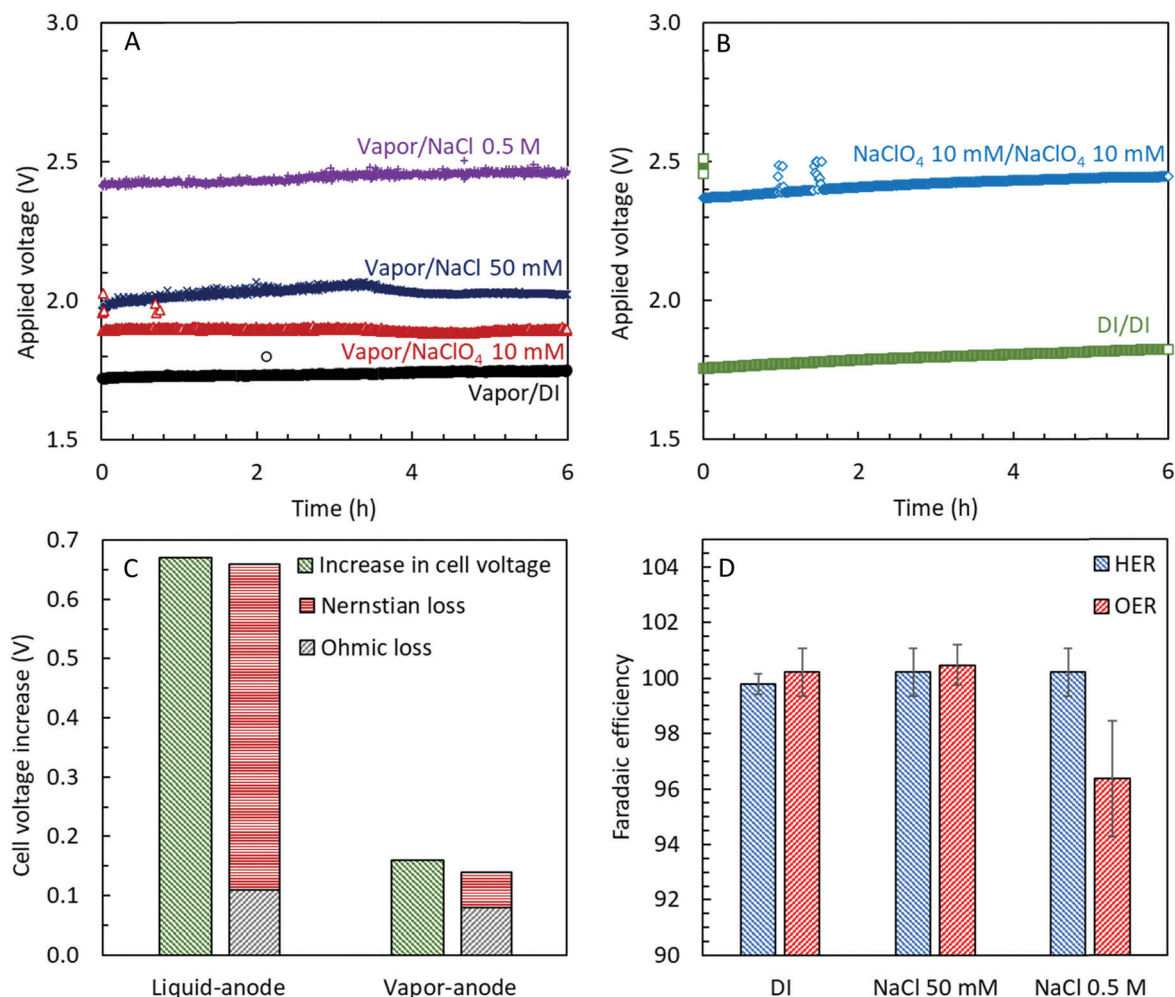 A
3.0
2.5
2.0
1.5
Applied voltage (V)
Vapor/NaCl 0.5 M
Vapor/NaCl 50 mM
Vapor/NaClO₄ 10 mM
Vapor/DI
0 2 4 6
Time (h)
B
3.0
2.5
2.0
1.5
Applied voltage (V)
NaClO₄ 10 mM/NaClO₄ 10 mM
DI/DI
0 2 4 6
Time (h)
C
0.7
0.6
0.5
0.4
0.3
0.2
0.1
0.0
Cell voltage increase (V)
Increase in cell voltage
Nernstian loss
Ohmic loss
Liquid-anode Vapor-anode
D
104
102
100
98
96
94
92
90
Faradaic efficiency
HER
OER
DI NaCl 50 mM NaCl 0.5 M